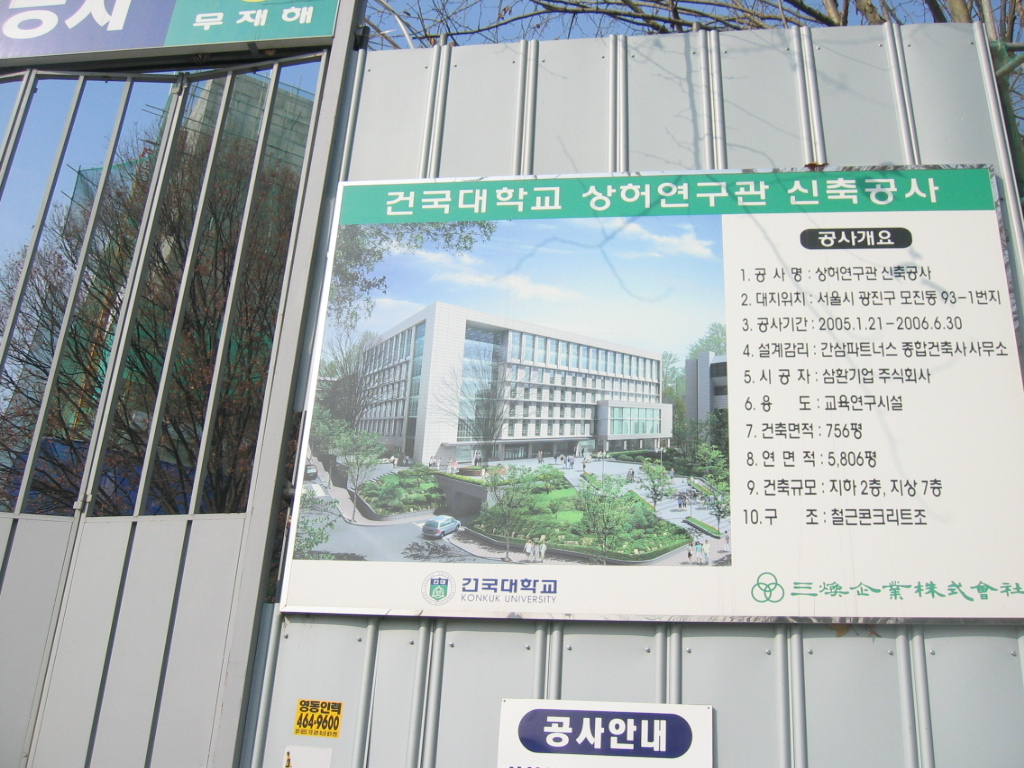 공사
무재해
건국대학교 상허연구관 신축공사
공사개요
1. 공 사 명 : 상허연구관 신축공사
2. 대지위치 : 서울시 광진구 모진동 93-1번지
3. 공사기간 : 2005.1.21-2006.6.30
4. 설계감리 : 간삼파트너스 종합건축사사무소
5. 시 공 자 : 삼환기업 주식회사
6. 용 도 : 교육연구시설
7. 건축면적 : 756평
8. 연 면 적 : 5,806평
9. 건축규모 : 지하 2층, 지상 7층
10. 구 조 : 철근콘크리트조
건국대학교
KONKUK UNIVERSITY
三煥企業株式會社
영동인력
464-9600
공사안내